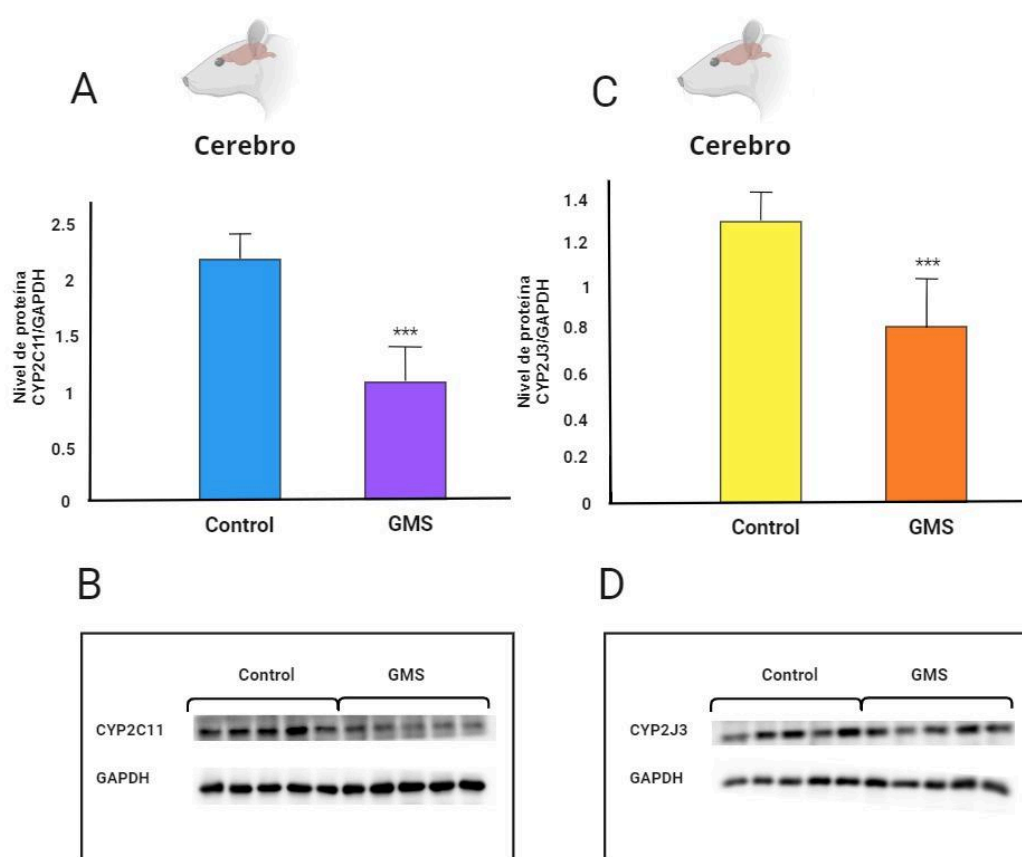 A
Cerebro
Nivel de proteína
CYP2C11/GAPDH
2.5
2
1.5
1
0.5
0
***
Control
GMS
C
Cerebro
Nivel de proteína
CYP2J3/GAPDH
1.4
1.2
1
0.8
0.6
0.4
0.2
0
***
Control
GMS
B
Control
GMS
CYP2C11
GAPDH
D
Control
GMS
CYP2J3
GAPDH